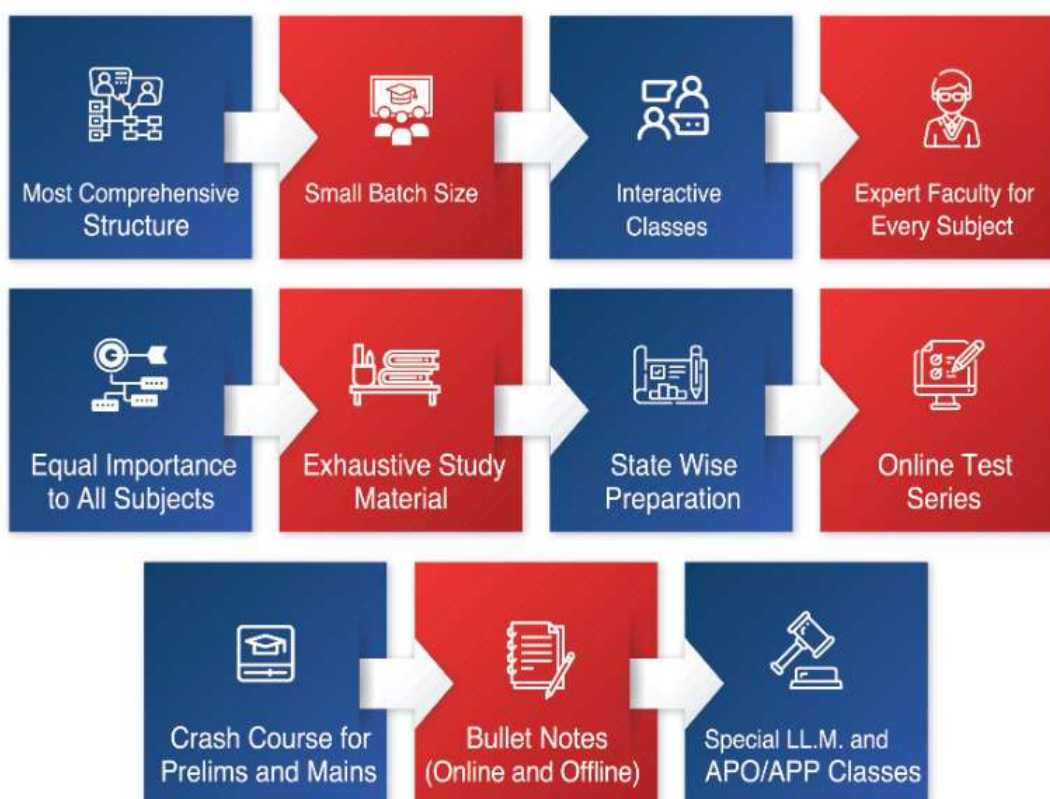 Most Comprehensive
Structure
Small Batch Size
Interactive
Classes
Expert Faculty for
Every Subject
Equal Importance
to All Subjects
Exhaustive Study
Material
State Wise
Preparation
Online Test
Series
Crash Course for
Prelims and Mains
Bullet Notes
(Online and Offline)
Special LL.M. and
APO/APP Classes